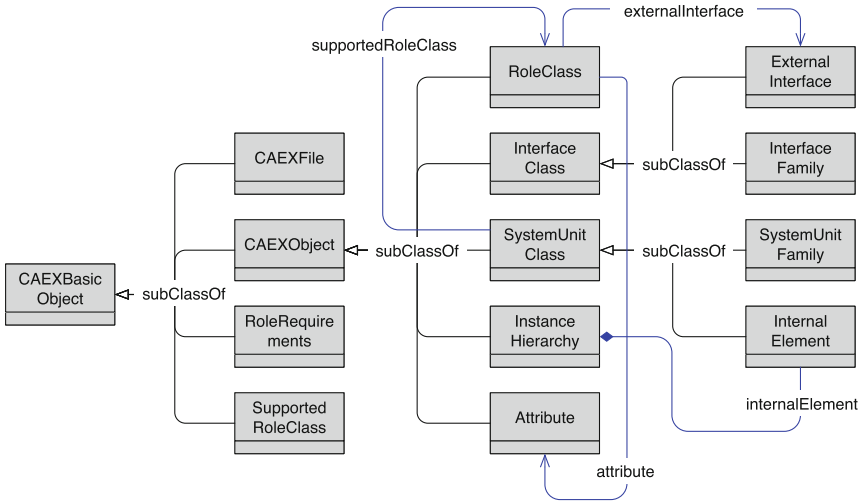 externalInterface
supportedRoleClass
RoleClass
External
Interface
CAEXFile
Interface
Class
subClassOf
Interface
Family
CAEXObject
subClassOf
SystemUnit
Class
subClassOf
SystemUnit
Family
CAEXBasic
Object
subClassOf
RoleRequire
ments
Instance
Hierarchy
Internal
Element
Supported
RoleClass
Attribute
internalElement
attribute